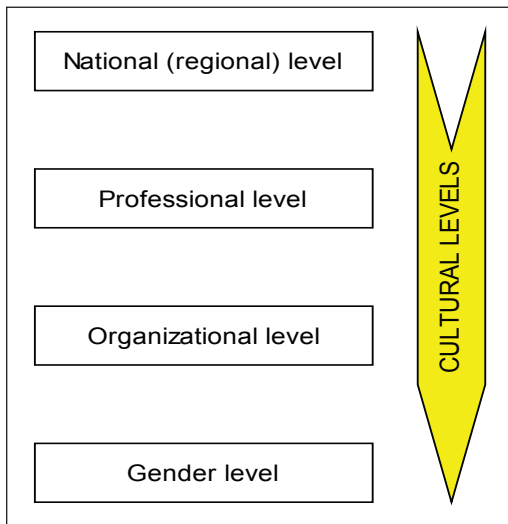 National (regional) level
Professional level
Organizational level
Gender level
CULTURAL LEVELS